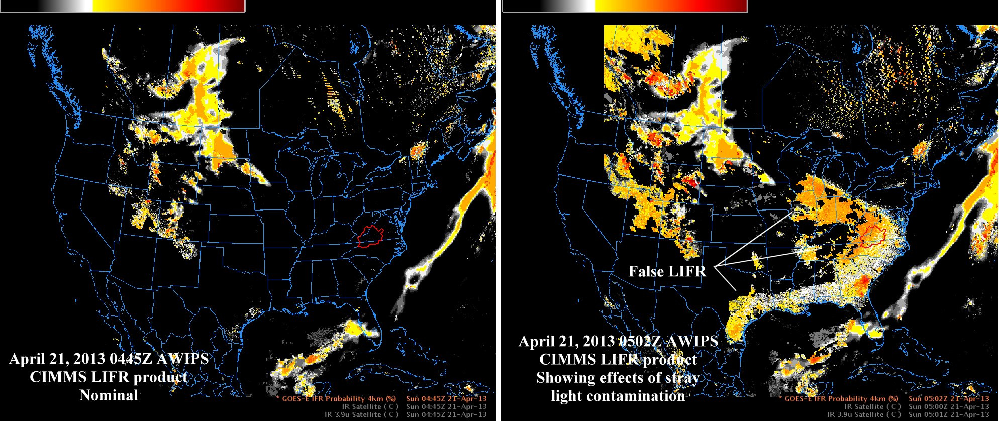 April 21, 2013 0445Z AWIPS
CIMMS LIFR product
Nominal
* GOES-E IFR Probability 4km (%) Sun 04:45Z 21-Apr-13
IR Satellite ( C ) Sun 04:45Z 21-Apr-13
IR 3.9u Satellite ( C ) Sun 04:45Z 21-Apr-13
False LIFR
April 21, 2013 0502Z AWIPS
CIMMS LIFR product
Showing effects of stray
light contamination
* GOES-E IFR Probability 4km (%) Sun 05:02Z 21-Apr-13
IR Satellite ( C ) Sun 05:00Z 21-Apr-13
IR 3.9u Satellite ( C ) Sun 05:01Z 21-Apr-13